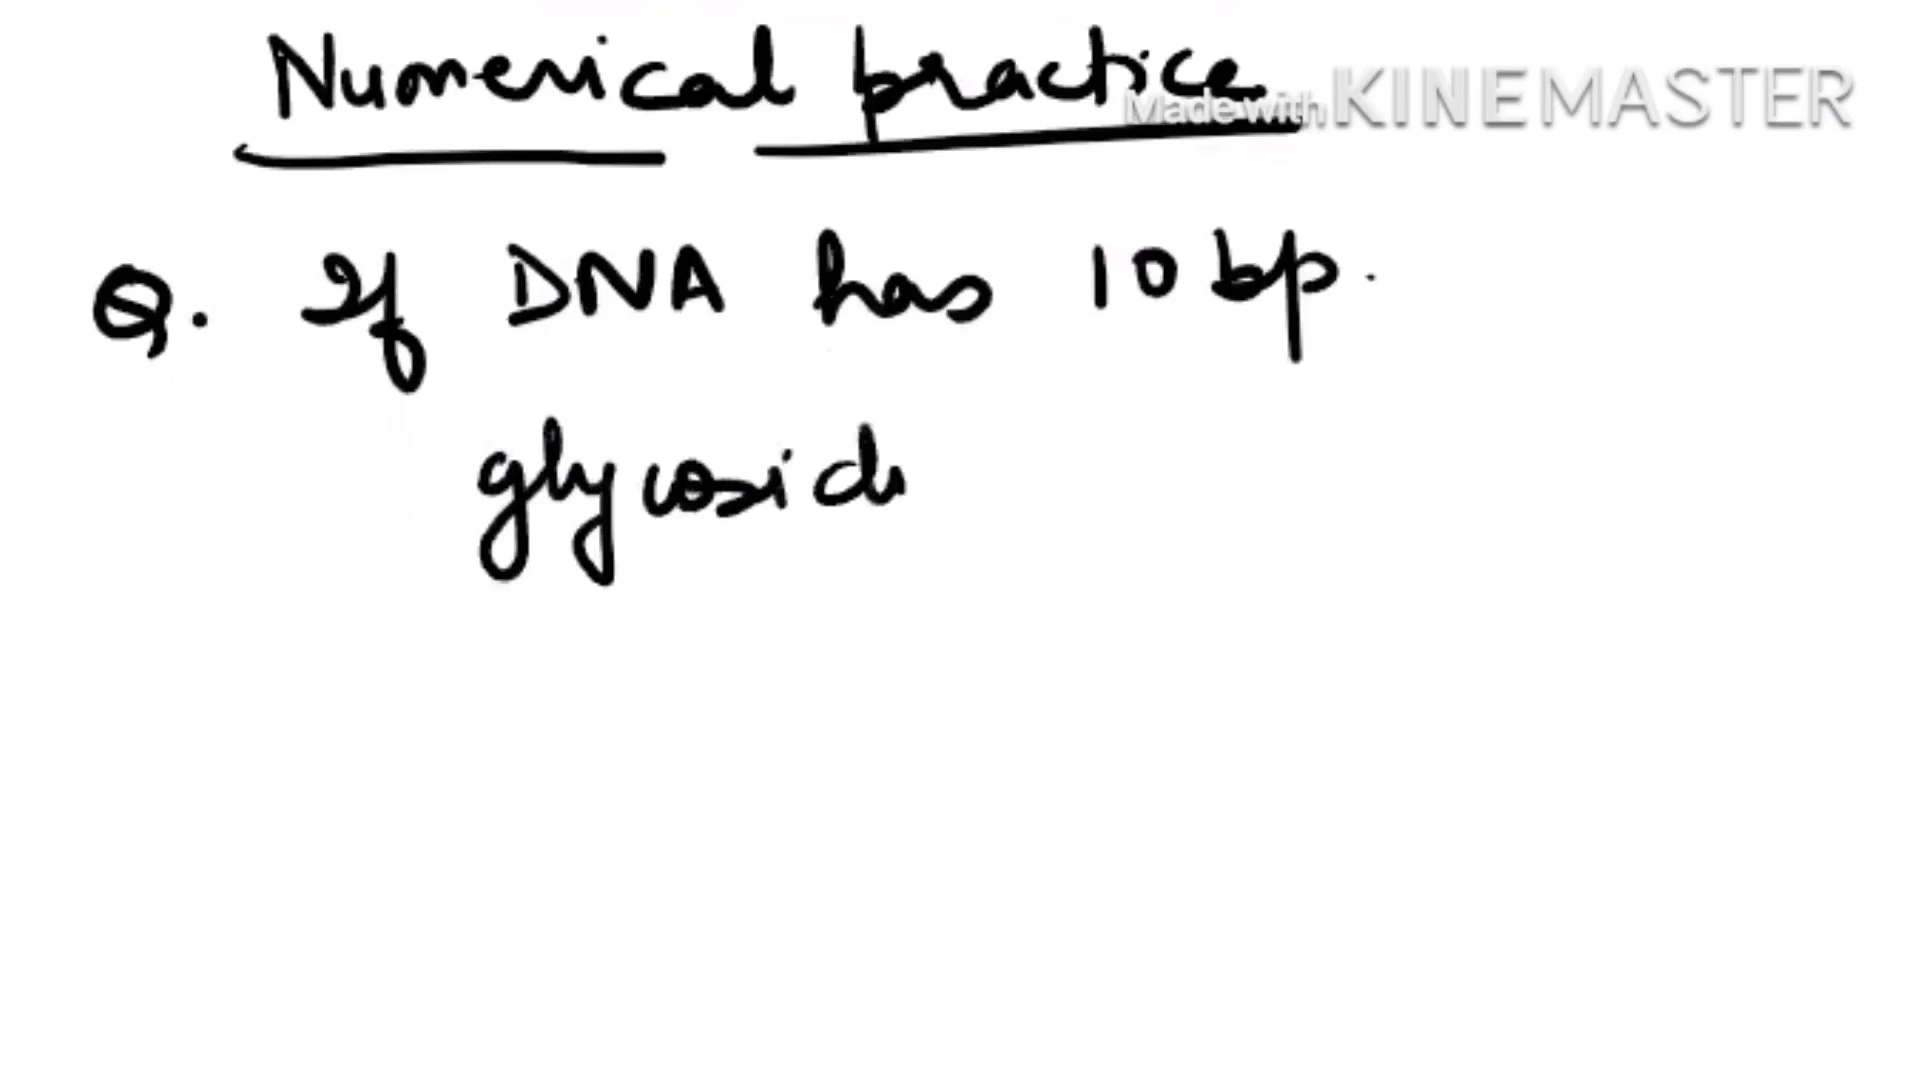 Numerical practice
Made with KINEMASTER
Q. If DNA has 10 bp.
glycosid